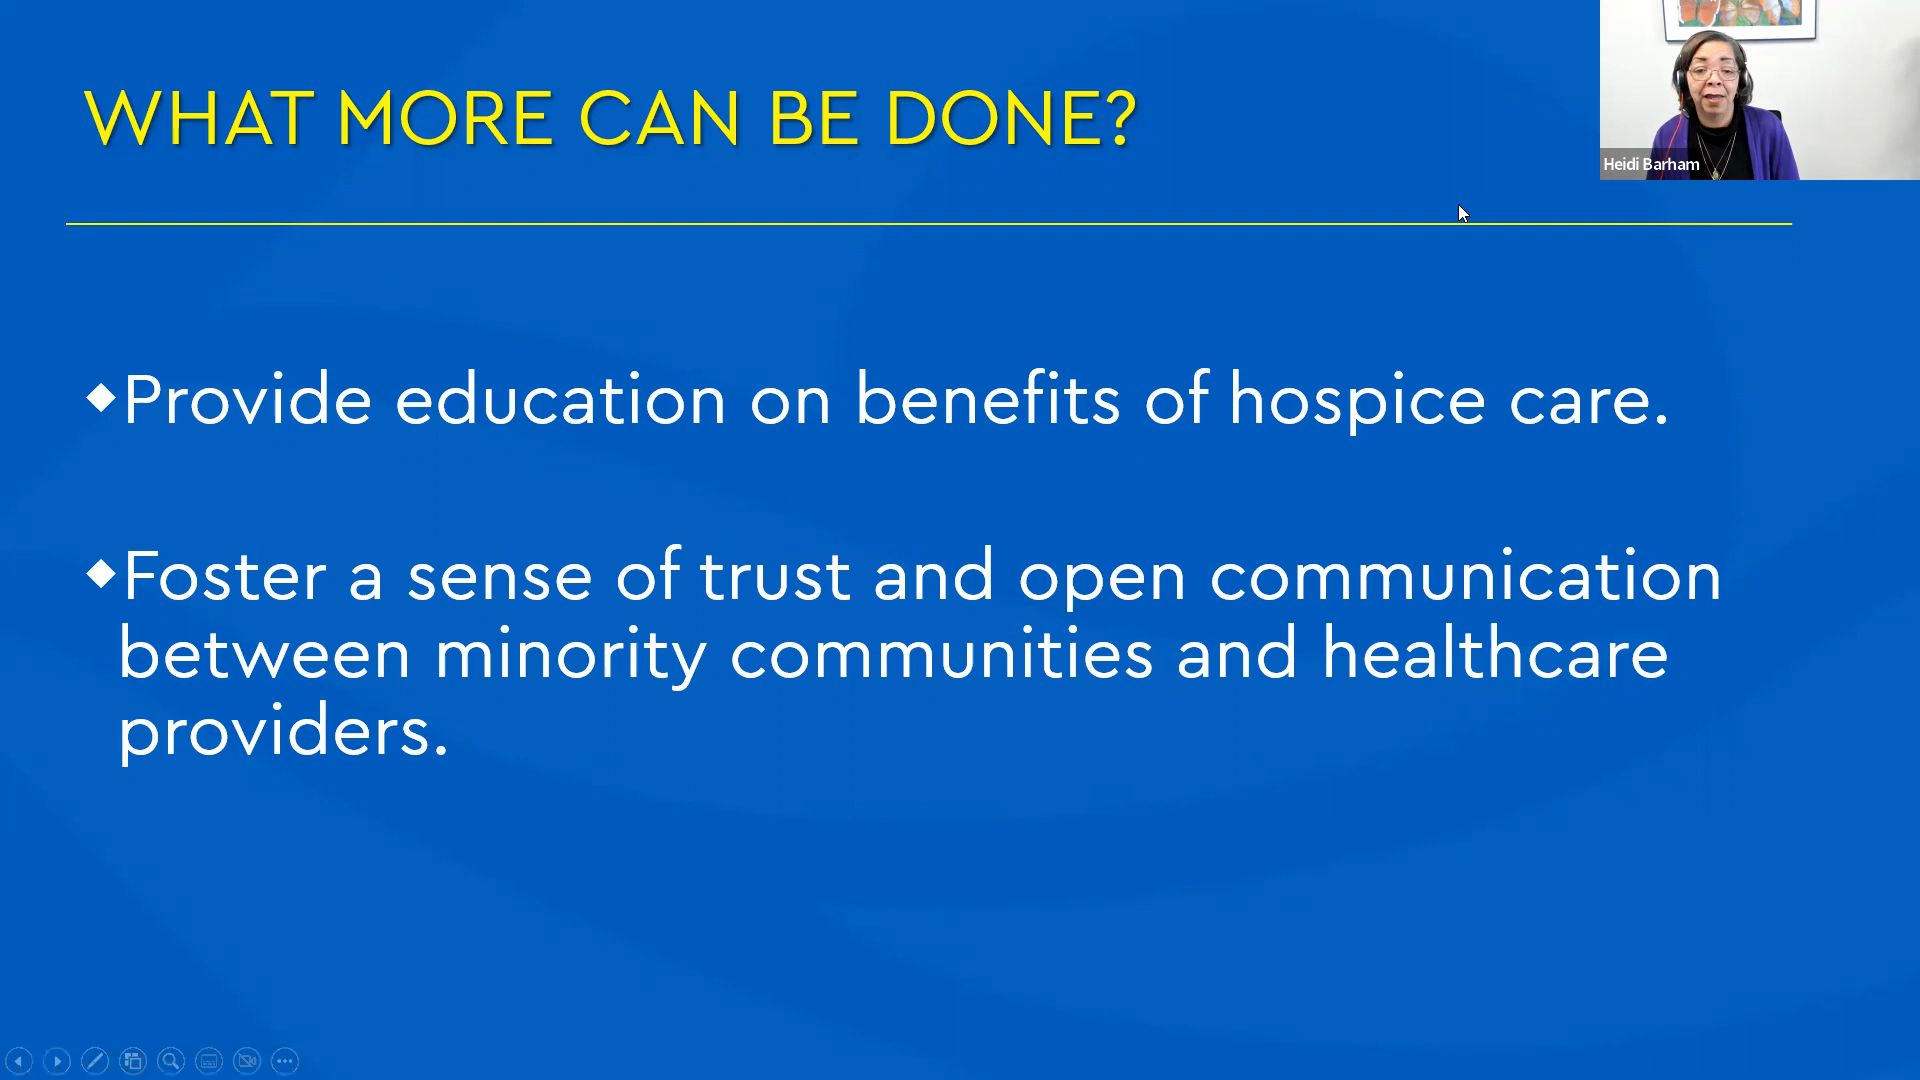 WHAT MORE CAN BE DONE?
Heidi Barham
◆Provide education on benefits of hospice care.
◆Foster a sense of trust and open communication
between minority communities and healthcare
providers.